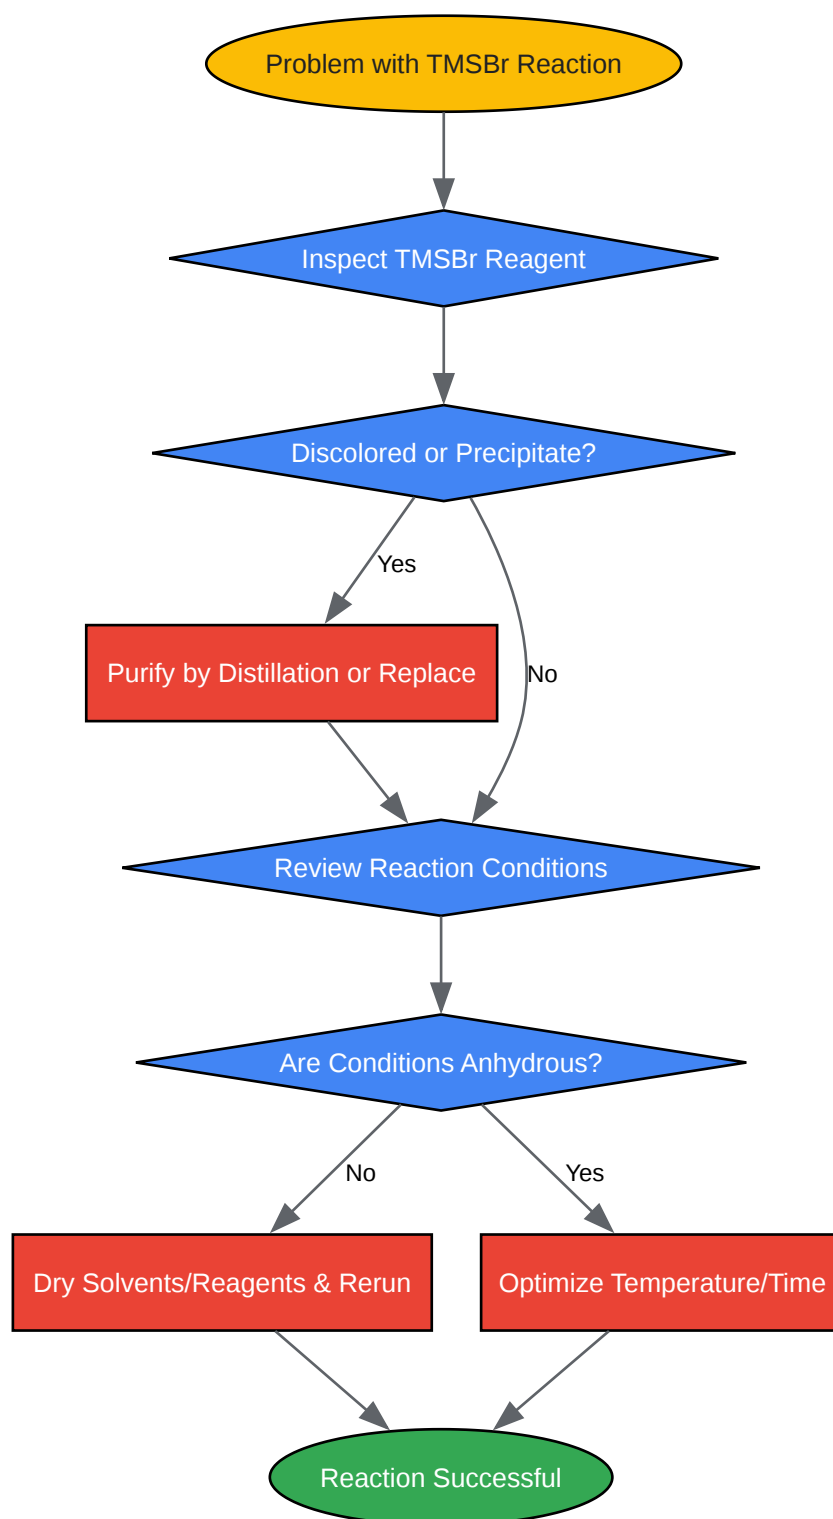 Problem with TMSBr Reaction
Inspect TMSBr Reagent
Discolored or Precipitate?
Yes
Purify by Distillation or Replace
No
Review Reaction Conditions
Are Conditions Anhydrous?
No
Yes
Dry Solvents/Reagents & Rerun
Optimize Temperature/Time
Reaction Successful